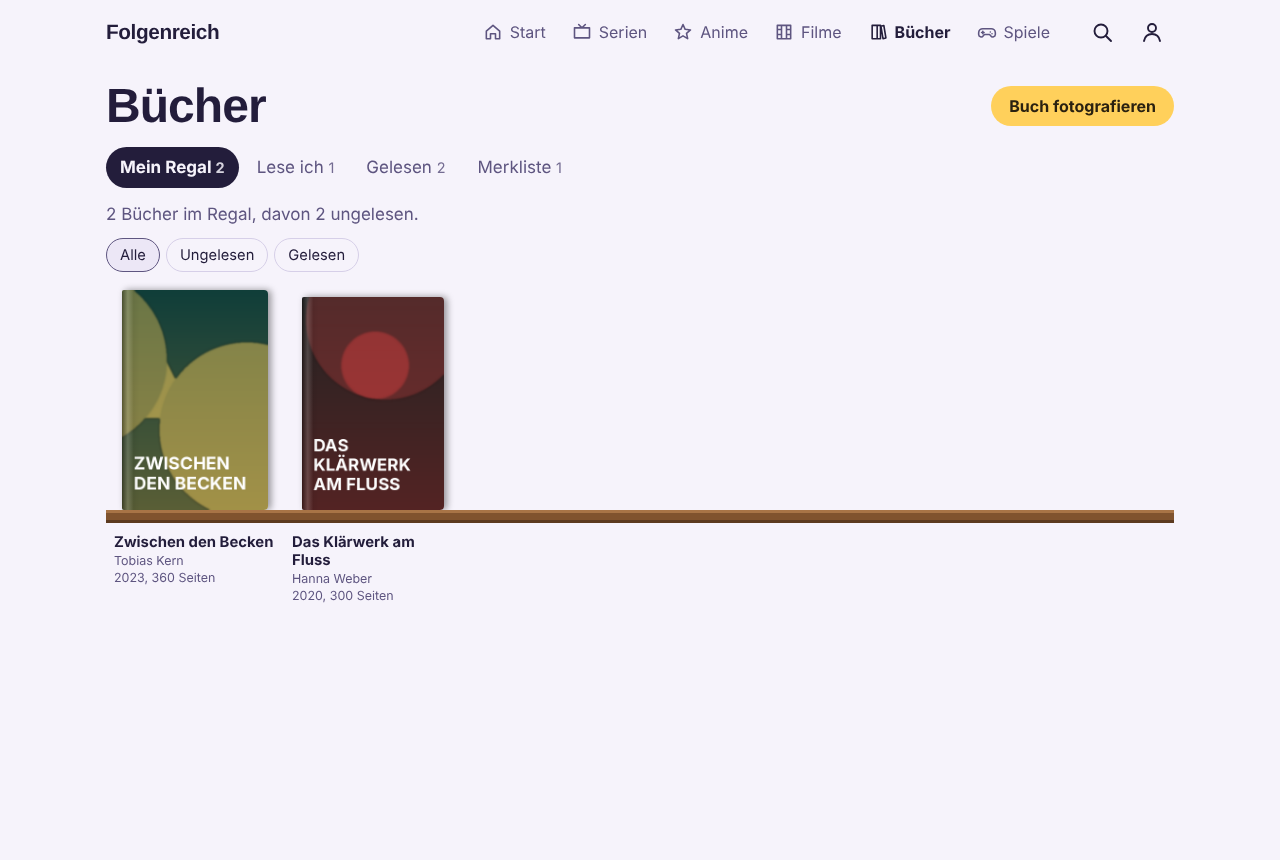 Folgenreich
Start
Serien
Anime
Filme
Bücher
Spiele
Bücher
Buch fotografieren
Mein Regal 2
Lese ich 1
Gelesen 2
Merkliste 1
2 Bücher im Regal, davon 2 ungelesen.
Alle
Ungelesen
Gelesen
ZWISCHEN
DEN BECKEN
DAS
KLÄRWERK
AM FLUSS
Zwischen den Becken
Tobias Kern
2023, 360 Seiten
Das Klärwerk am
Fluss
Hanna Weber
2020, 300 Seiten